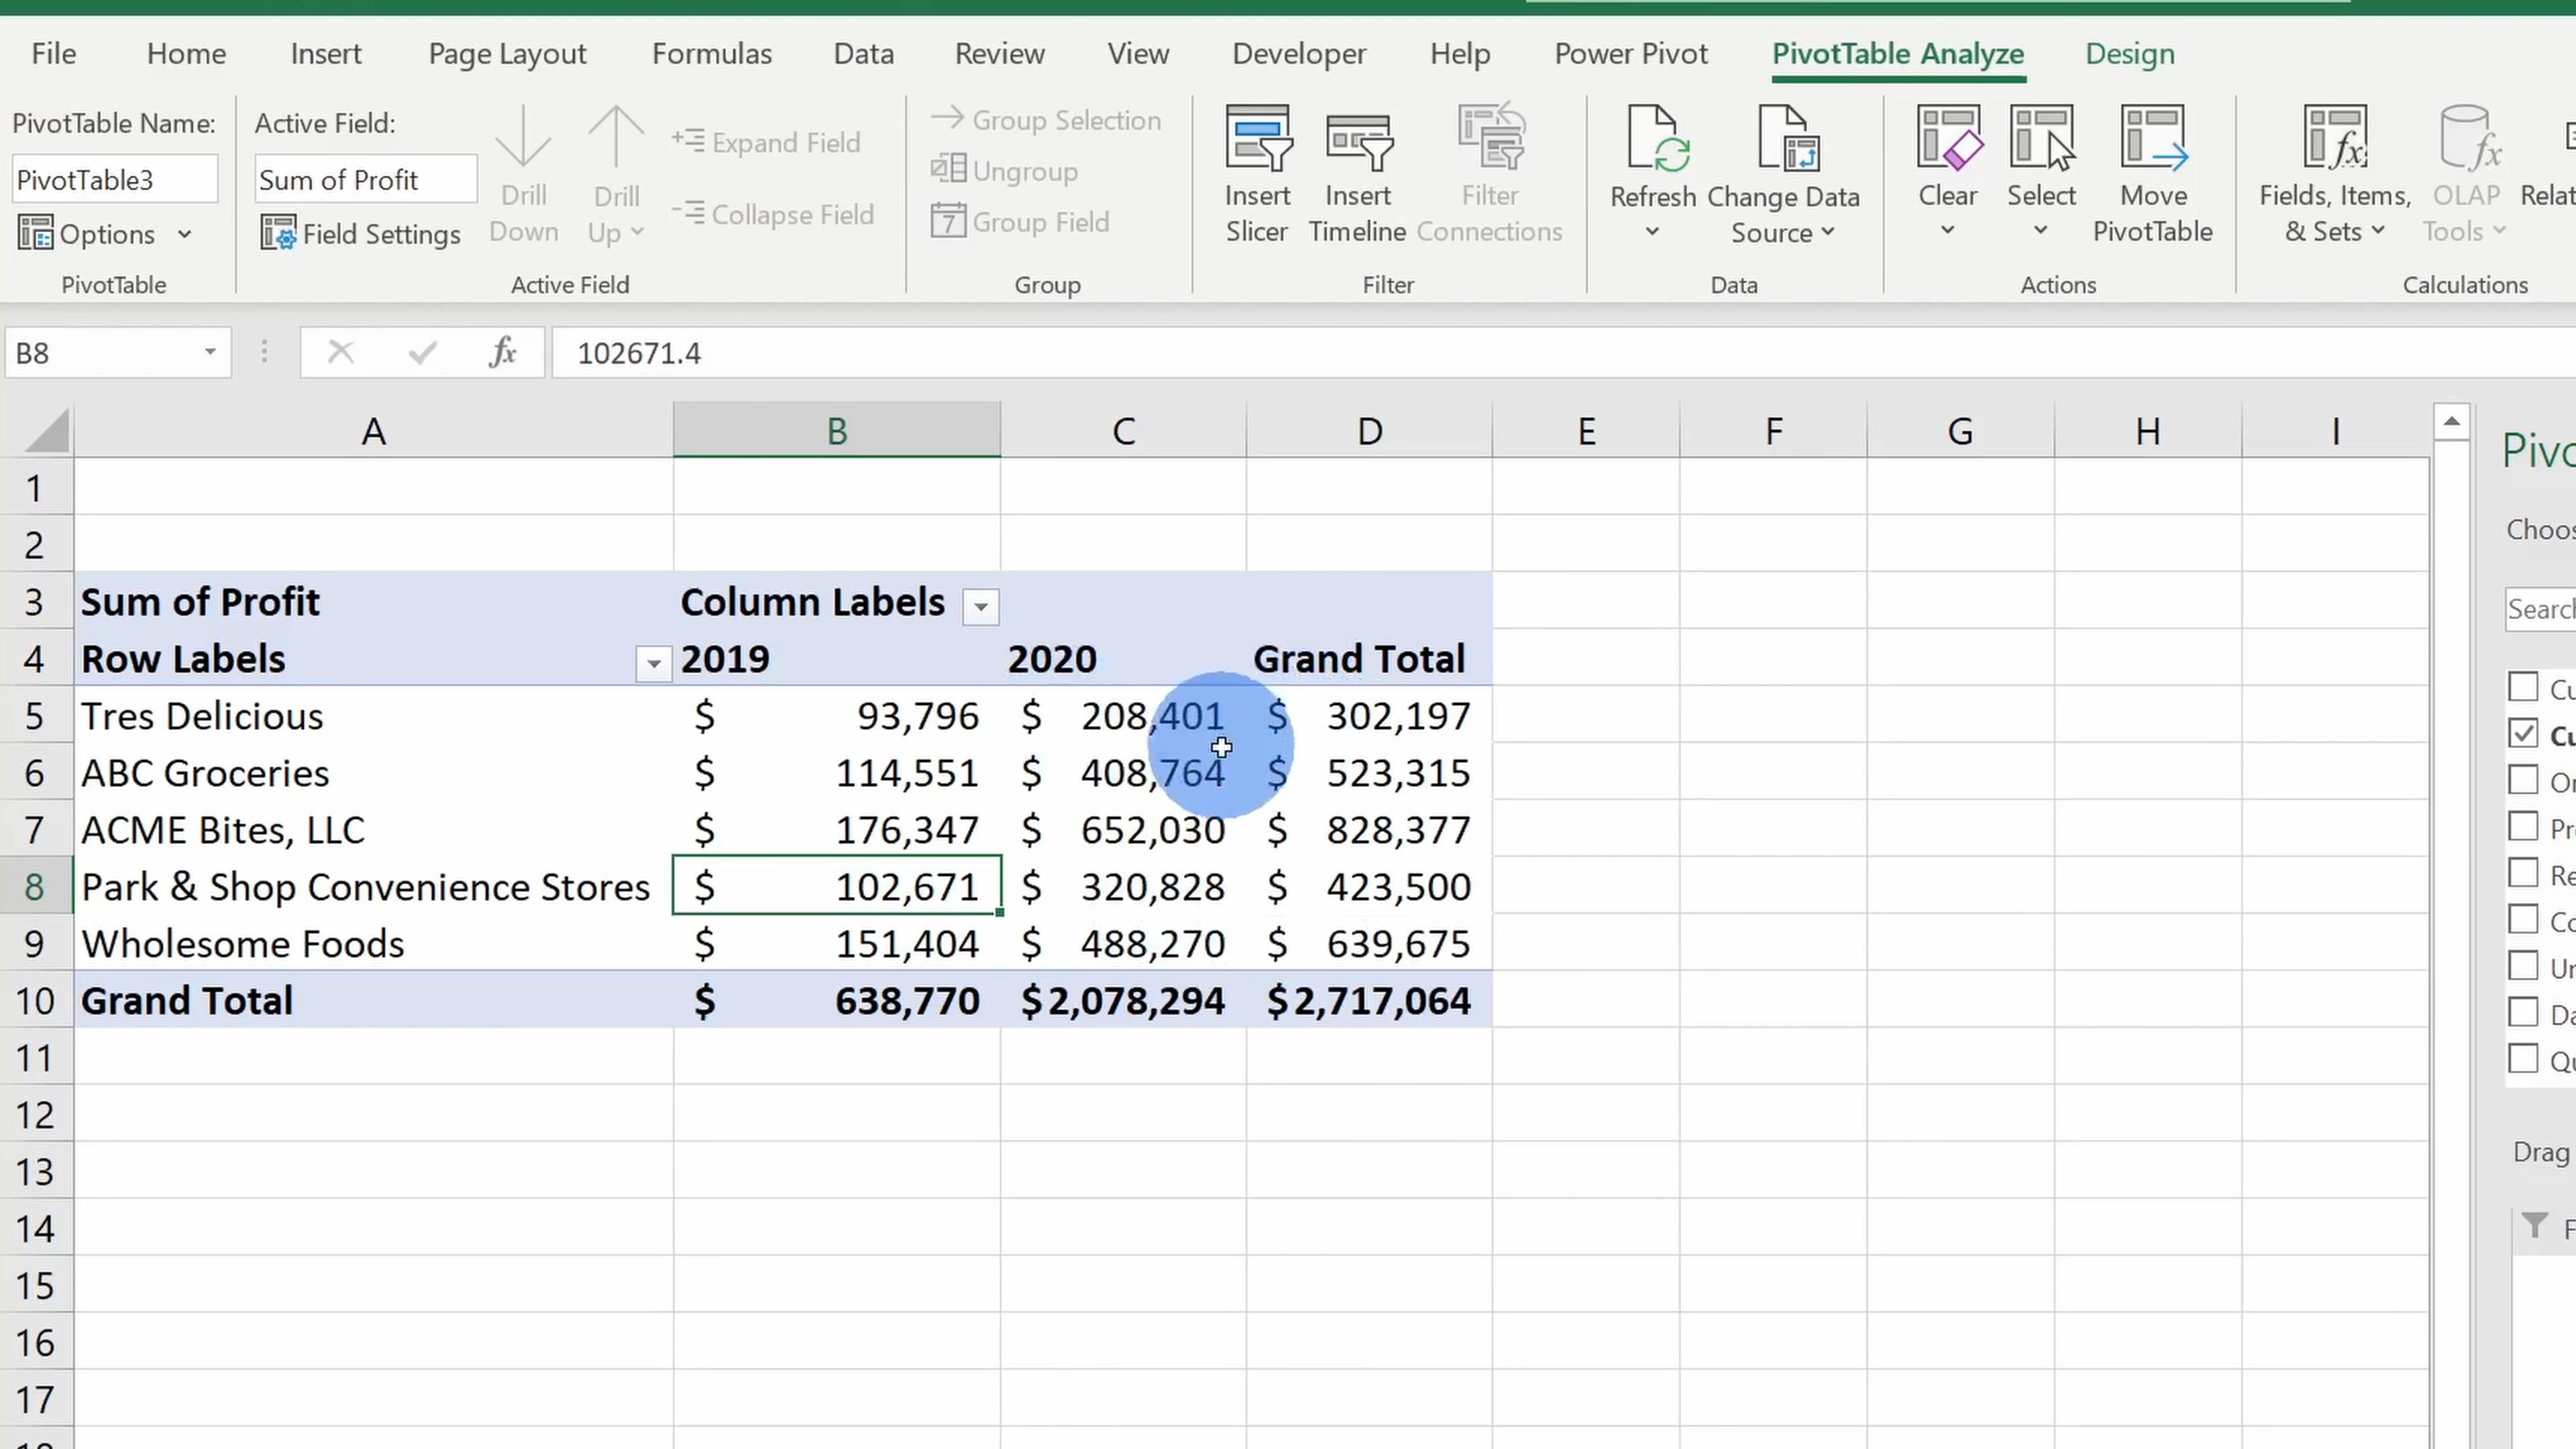 File Home Insert Page Layout Formulas Data Review View Developer Help Power Pivot PivotTable Analyze Design
PivotTable Name:
PivotTable3
Options
PivotTable
Active Field:
Sum of Profit
Field Settings
Drill
Down
Drill
Up
Expand Field
Collapse Field
Active Field
Group Selection
Ungroup
7 Group Field
Group
Insert
Slicer
Insert
Timeline
Filter
Connections
Filter
Refresh
Change Data
Source
Data
Clear
Select
Move
PivotTable
Actions
Fields, Items,
& Sets
OLAP
Tools
Calculations
B8 fx 102671.4
A B C D E F G H I
1
2
3 Sum of Profit Column Labels
4 Row Labels 2019 2020 Grand Total
5 Tres Delicious $ 93,796 $ 208,401 $ 302,197
6 ABC Groceries $ 114,551 $ 408,764 $ 523,315
7 ACME Bites, LLC $ 176,347 $ 652,030 $ 828,377
8 Park & Shop Convenience Stores $ 102,671 $ 320,828 $ 423,500
9 Wholesome Foods $ 151,404 $ 488,270 $ 639,675
10 Grand Total $ 638,770 $2,078,294 $2,717,064
11
12
13
14
15
16
17
Drag